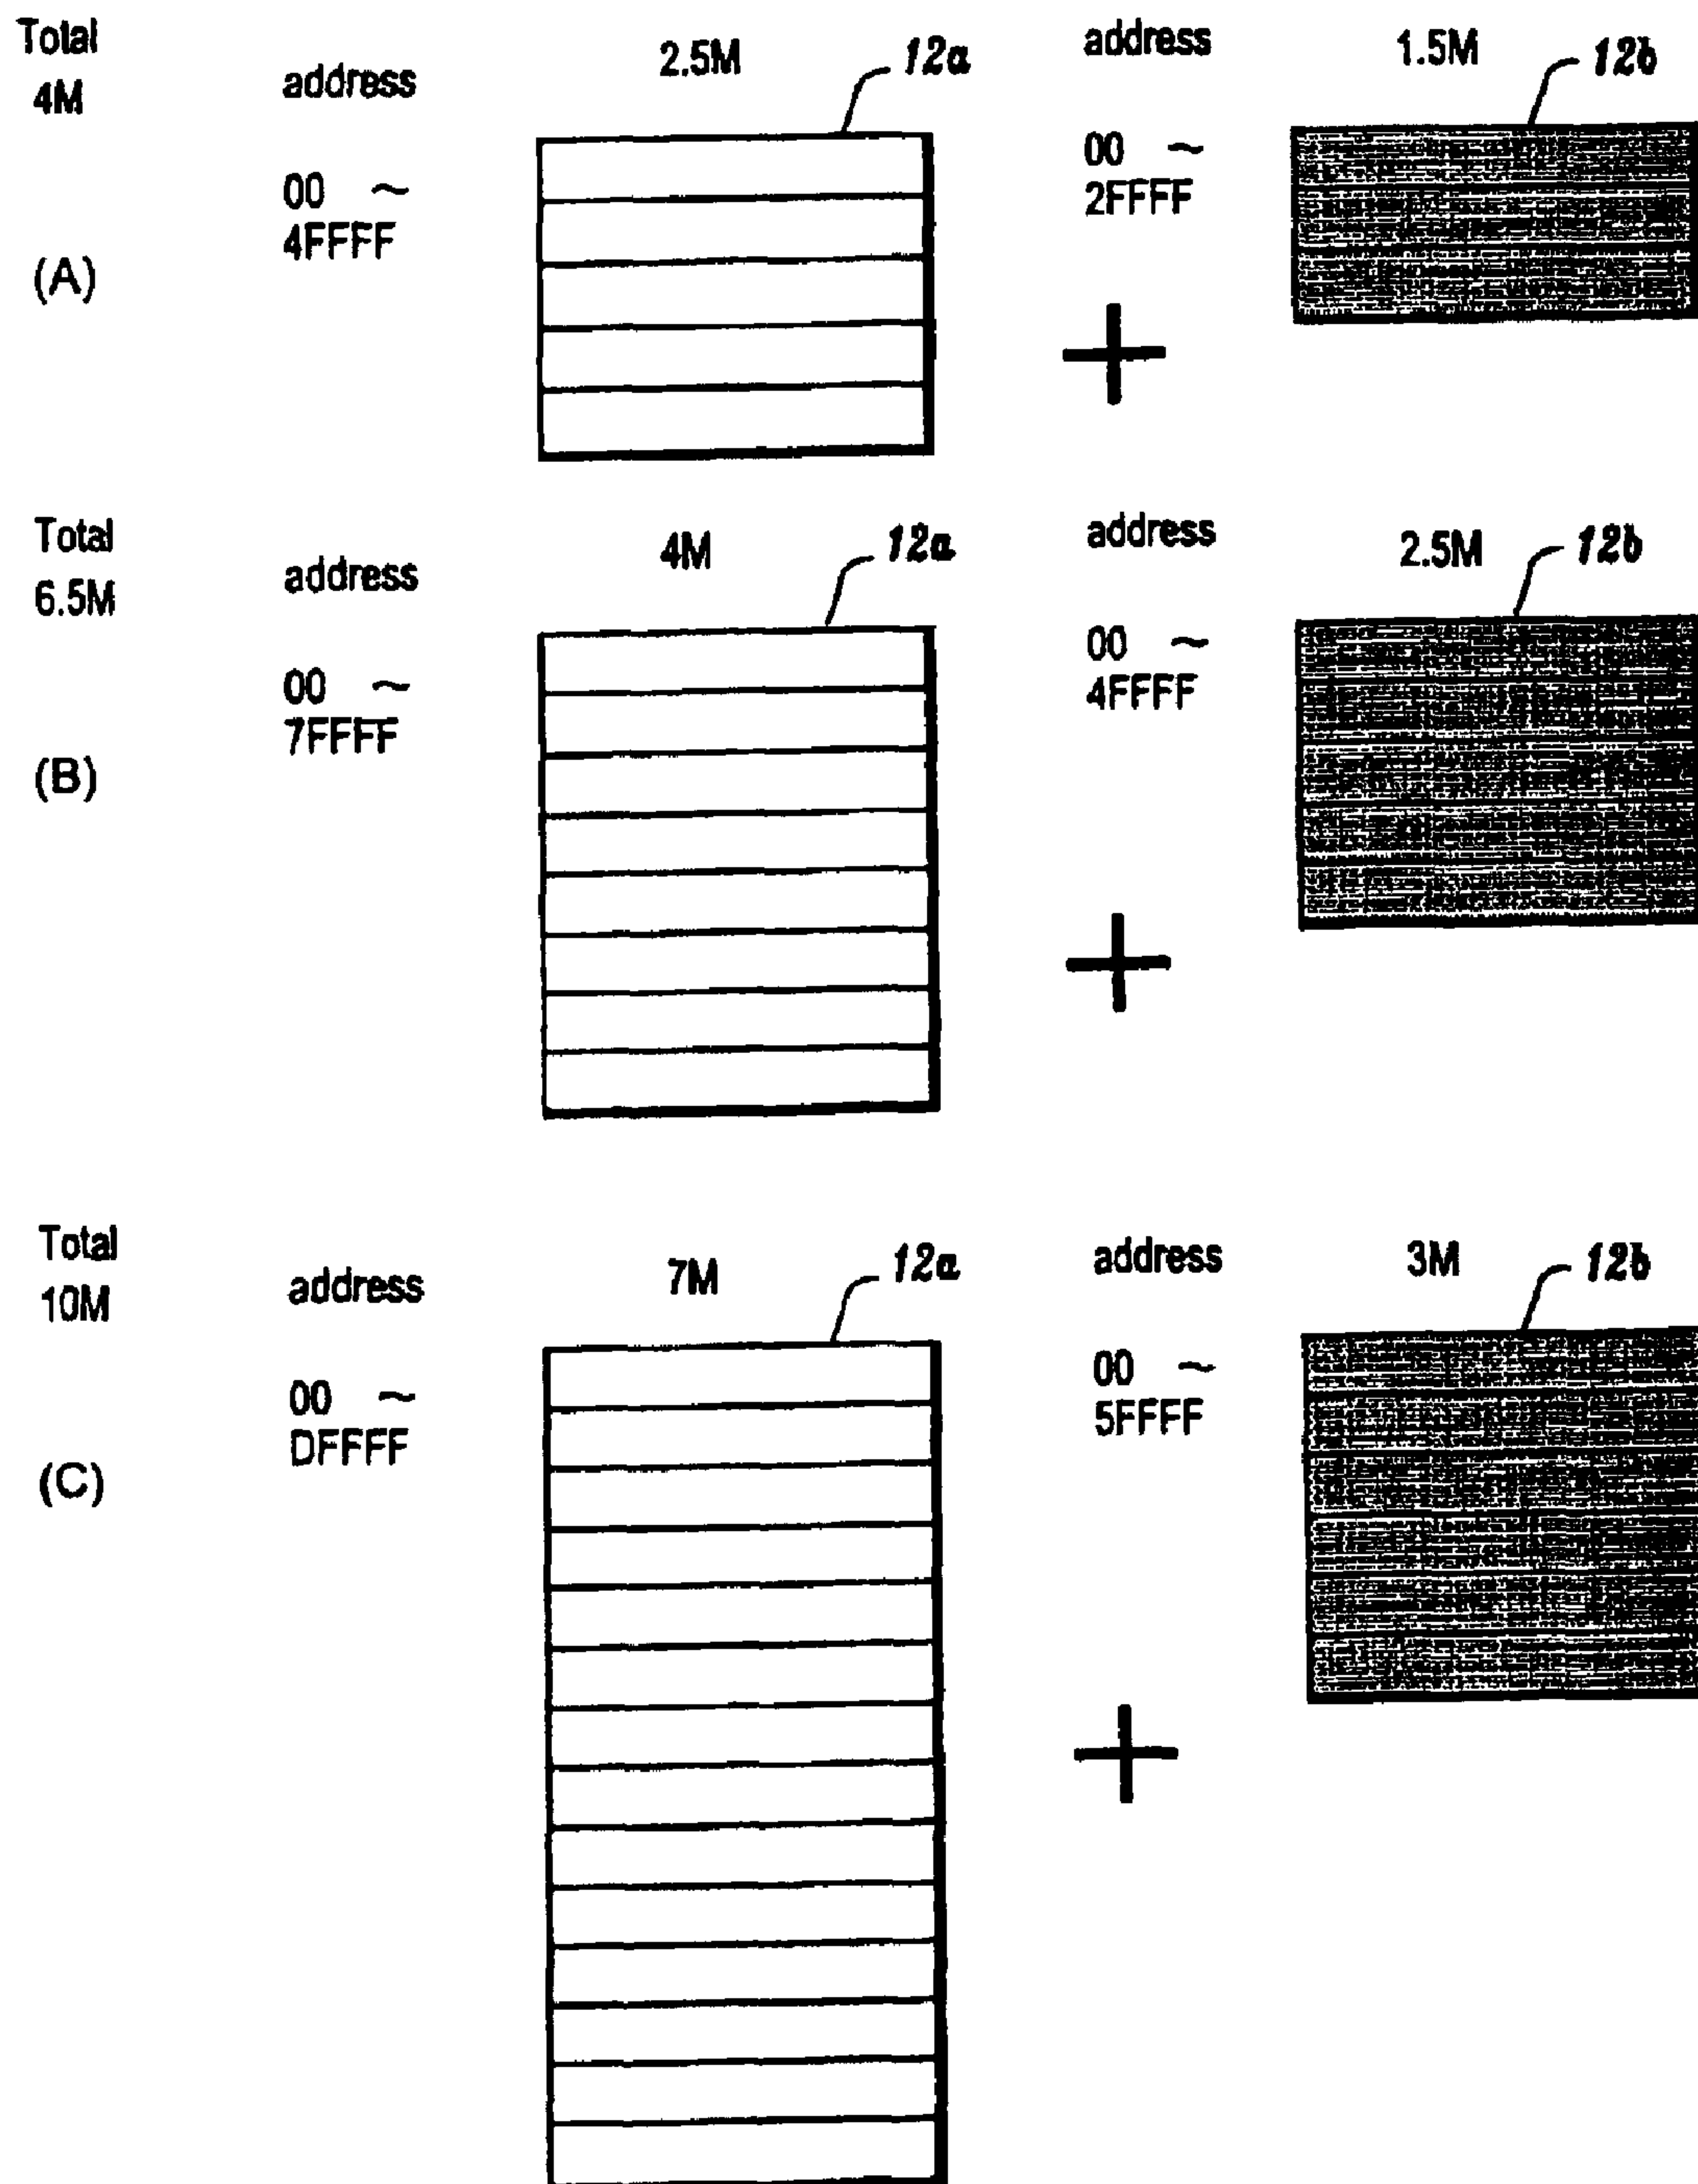 Total
4M
(A)
address
00 ~
4FFFF
2.5M
12a
address
00 ~
2FFFF
1.5M
12b
+
Total
6.5M
(B)
address
00 ~
7FFFF
4M
12a
address
00 ~
4FFFF
2.5M
12b
+
Total
10M
(C)
address
00 ~
DFFFF
7M
12a
address
00 ~
5FFFF
3M
12b
+